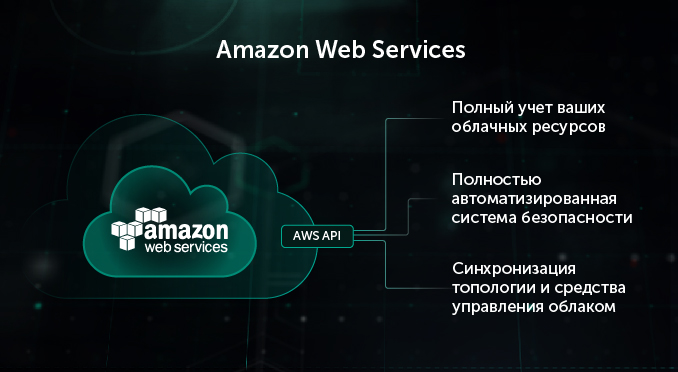 Amazon Web Services
Полный учет ваших
облачных ресурсов
Полностью
автоматизированная
система безопасности
amazon
web services
AWS API
Синхронизация
топологии и средства
управления облаком